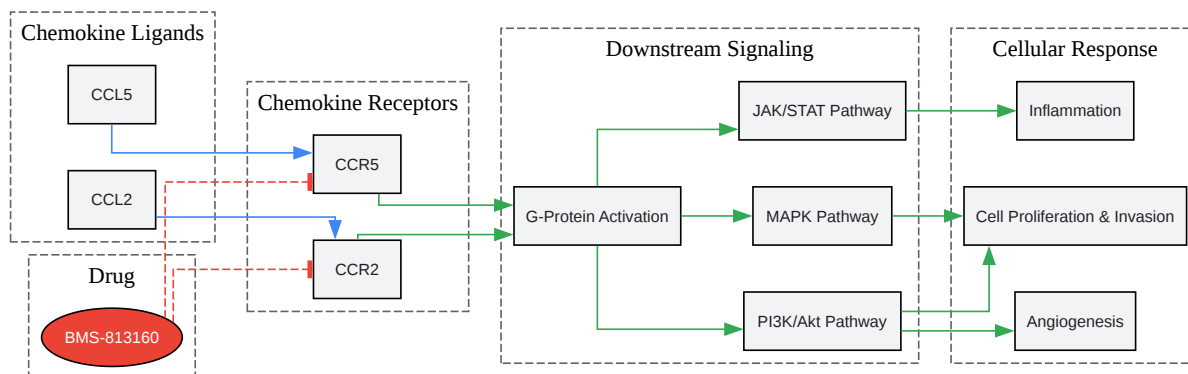 Chemokine Ligands
CCL5
CCL2
Drug
BMS-813160
Chemokine Receptors
CCR5
CCR2
Downstream Signaling
G-Protein Activation
JAK/STAT Pathway
MAPK Pathway
PI3K/Akt Pathway
Cellular Response
Inflammation
Cell Proliferation & Invasion
Angiogenesis